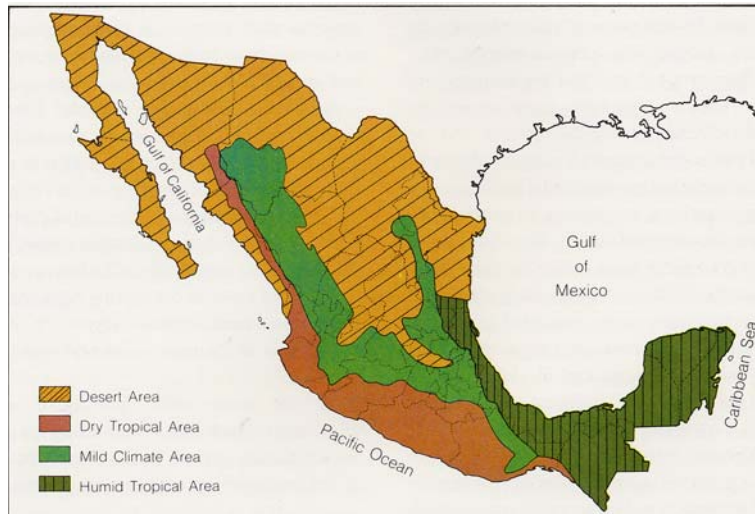 Gulf of California
Gulf
of
Mexico
Caribbean Sea
Pacific Ocean
Desert Area
Dry Tropical Area
Mild Climate Area
Humid Tropical Area